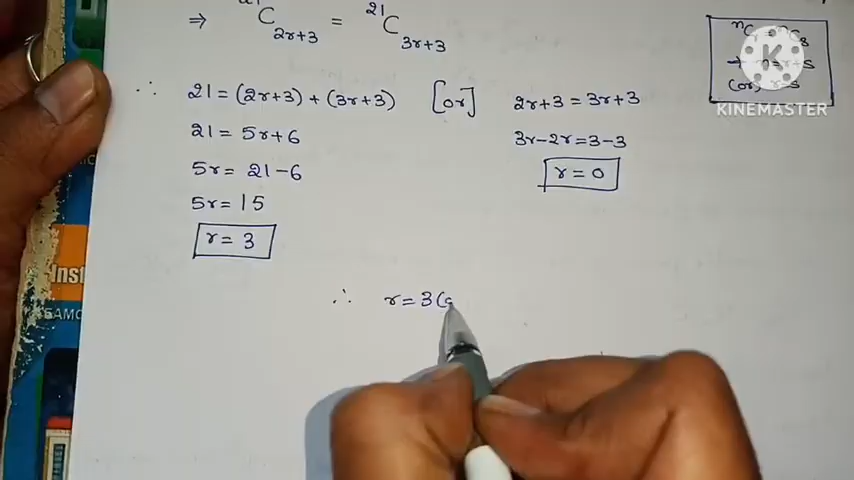 ⇒ ²¹C₂ᵣ₊₃ = ²¹C₃ᵣ₊₃
∴ 21 = (2r+3) + (3r+3) [or] 2r+3 = 3r+3
21 = 5r+6 3r-2r = 3-3
5r = 21-6 r = 0
5r = 15
r = 3
∴ r = 3 (
KINEMASTER